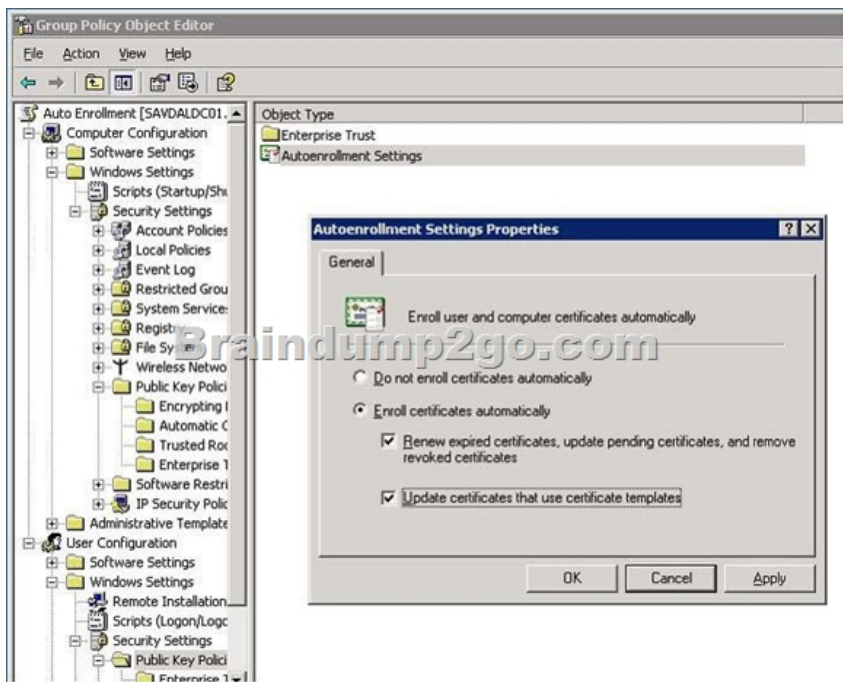 Group Policy Object Editor
File Action View Help
Auto Enrollment [SAVDALDC01.
Computer Configuration
Software Settings
Windows Settings
Scripts (Startup/Shu
Security Settings
Account Policies
Local Policies
Event Log
Restricted Grou
System Service
Registr
File Sys
Wireless Netwo
Public Key Polici
Encrypting
Automatic C
Trusted Roo
Enterprise
Software Restri
IP Security Polic
Administrative Template
User Configuration
Software Settings
Windows Settings
Remote Installation
Scripts (Logon/Logo
Security Settings
Public Key Polici
Enterprise
Object Type
Enterprise Trust
Autoenrollment Settings
Autoenrollment Settings Properties
General
Enroll user and computer certificates automatically
Braindump2go.com
Do not enroll certificates automatically
Enroll certificates automatically
Renew expired certificates, update pending certificates, and remove
revoked certificates
Update certificates that use certificate templates
OK Cancel Apply